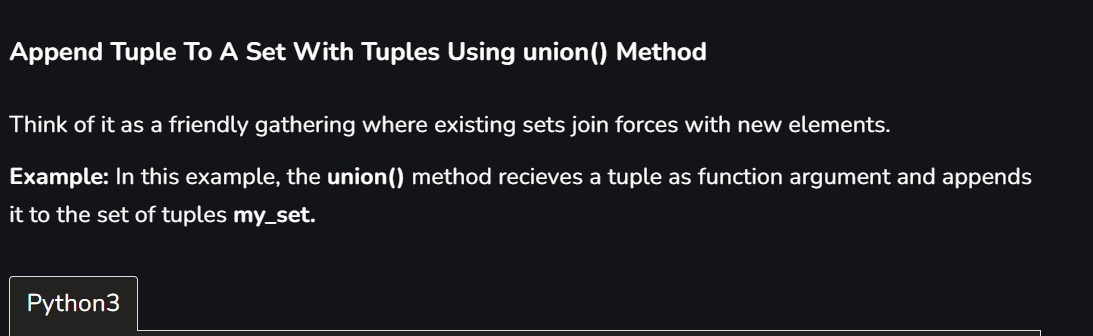 Append Tuple To A Set With Tuples Using union() Method
Think of it as a friendly gathering where existing sets join forces with new elements.
Example: In this example, the union() method recieves a tuple as function argument and appends
it to the set of tuples my_set.
Python3